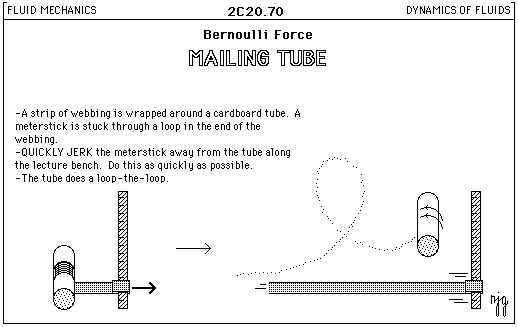 FLUID MECHANICS 2C20.70 DYNAMICS OF FLUIDS
Bernoulli Force
MAILING TUBE
-A strip of webbing is wrapped around a cardboard tube. A
meterstick is stuck through a loop in the end of the
webbing.
-QUICKLY JERK the meterstick away from the tube along
the lecture bench. Do this as quickly as possible.
-The tube does a loop-the-loop.
njg